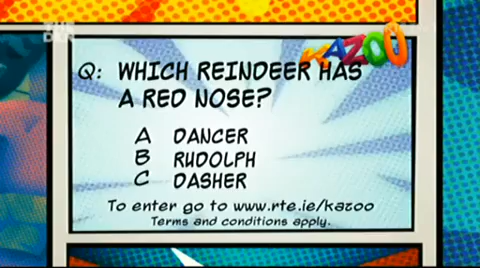 KAZOO
Q: WHICH REINDEER HAS
A RED NOSE?
A DANCER
B RUDOLPH
C DASHER
To enter go to www.rte.ie/kazoo
Terms and conditions apply.